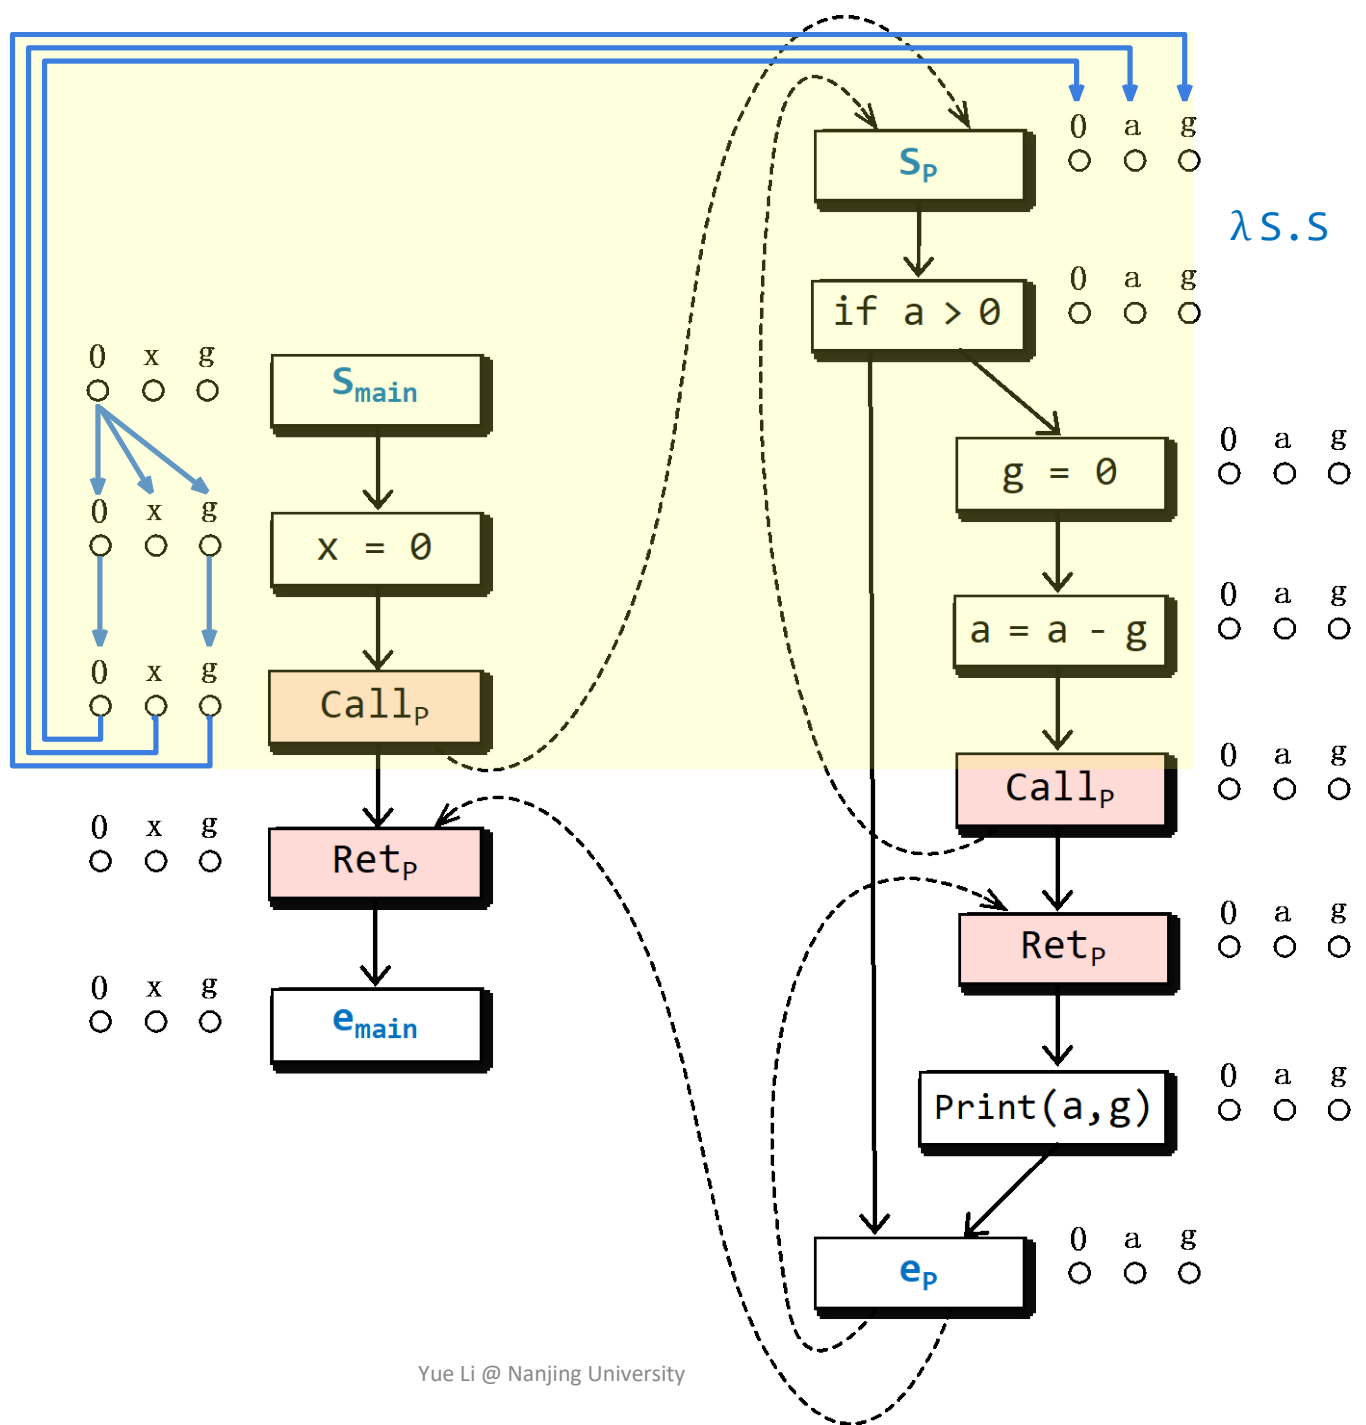 0 a g
S_P
λ S.S
0 a g
if a > 0
0 x g
S_main
0 a g
g = 0
0 x g
x = 0
0 a g
a = a - g
0 x g
Call_P
0 a g
Call_P
0 x g
Ret_P
0 a g
Ret_P
0 x g
e_main
0 a g
Print(a,g)
0 a g
e_P
Yue Li @ Nanjing University